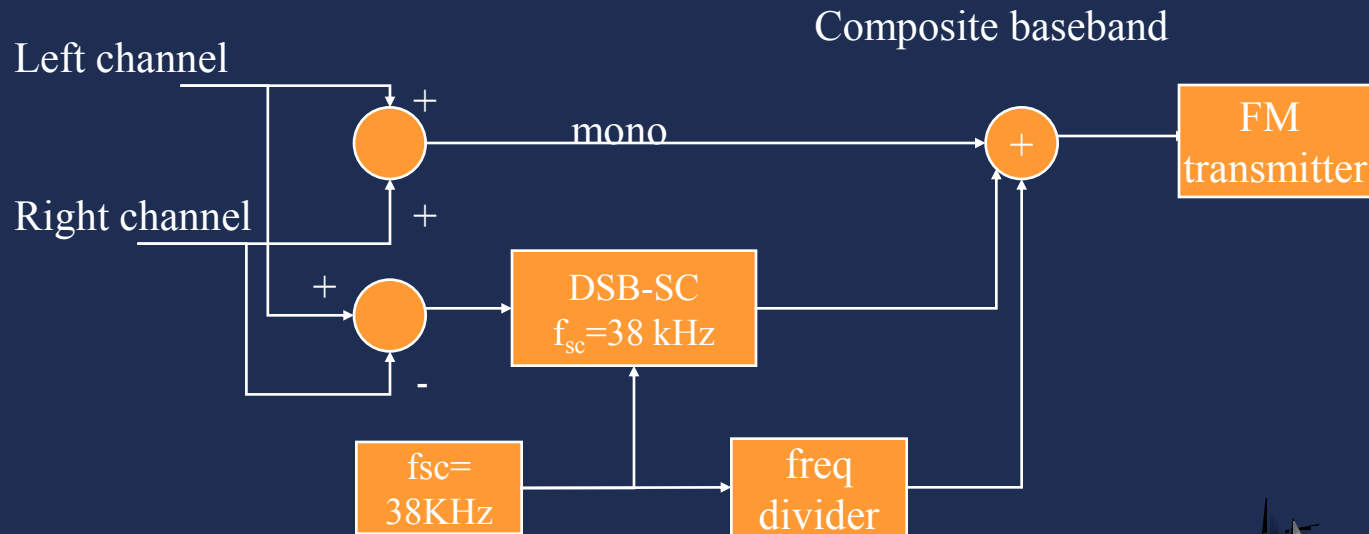 Composite baseband
Left channel
+
mono
+
FM
transmitter
Right channel
+
+
DSB-SC
fsc=38 kHz
-
fsc=
38KHz
freq
divider